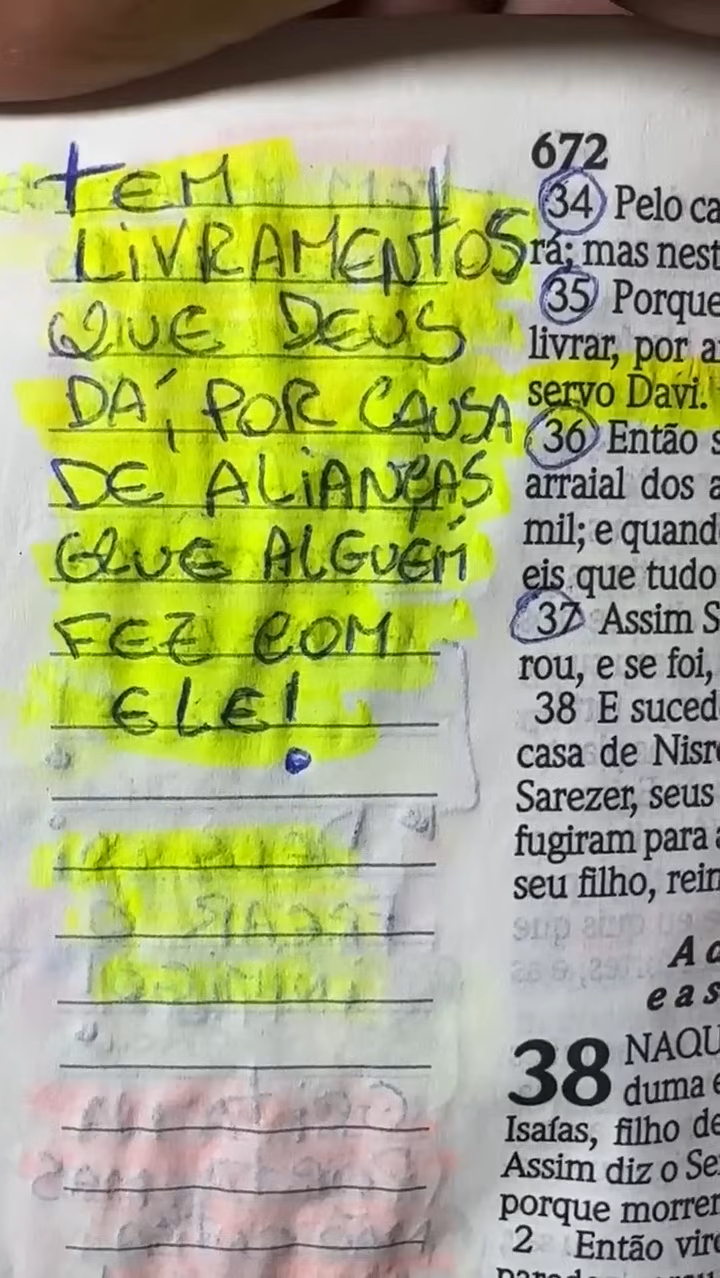 TEM
LIVRAMENTOS
QUE DEUS
DÁ, POR CAUSA
DE ALIANÇAS
QUE ALGUÉM
FEZ COM
ELE!
672
34 Pelo ca
rá; mas nest
35 Porque
livrar, por a
servo Davi.
36 Então s
arraial dos a
mil; e quand
eis que tudo
37 Assim S
rou, e se foi,
38 E suced
casa de Nisr
Sarezer, seus
fugiram para
seu filho, rein
A
e a s
38 NAQU
duma e
Isaías, filho de
Assim diz o Se
porque morrer
2 Então viro